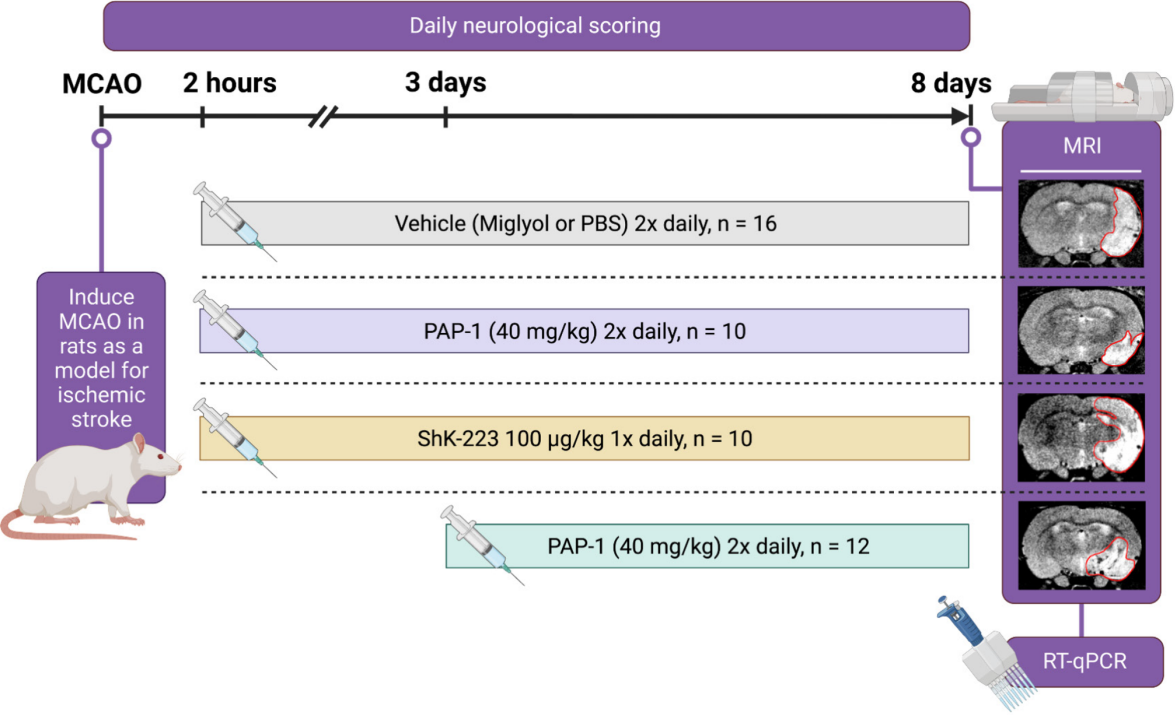 Daily neurological scoring
MCAO
2 hours
3 days
8 days
MRI
Vehicle (Miglyol or PBS) 2x daily, n = 16
Induce
MCAO in
rats as a
model for
ischemic
stroke
PAP-1 (40 mg/kg) 2x daily, n = 10
ShK-223 100 µg/kg 1x daily, n = 10
PAP-1 (40 mg/kg) 2x daily, n = 12
RT-qPCR